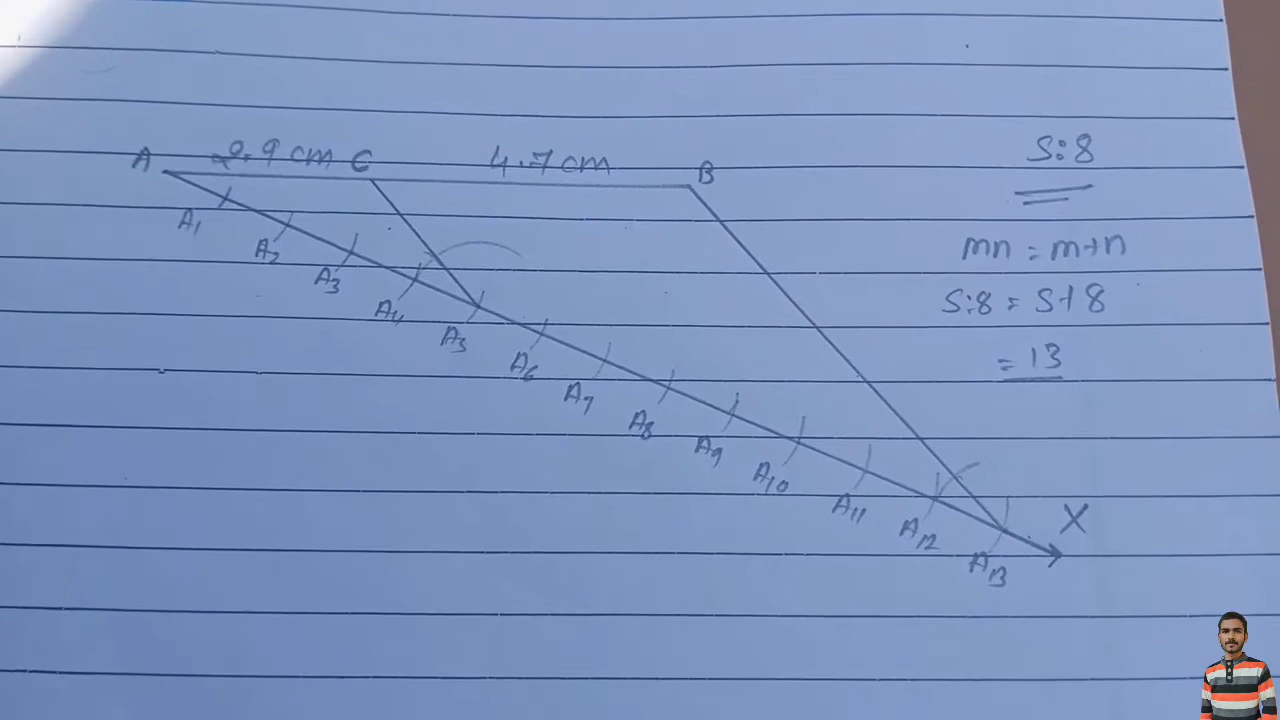 A 2.9 cm C 4.7 cm B
A1
A2
A3
A4
A5
A6
A7
A8
A9
A10
A11
A12
A13
X
5:8
mn = m+n
5:8 = 5+8
= 13